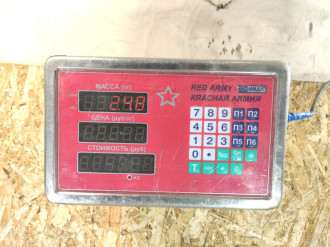 МАССА (кг)
2.48
ЦЕНА (руб/кг)
СТОИМОСТЬ (руб)
RED ARMY
КРАСНАЯ АРМИЯ
7 8 9 П1 П2
4 5 6 П3 П4
1 2 3 П5 П6
0
T